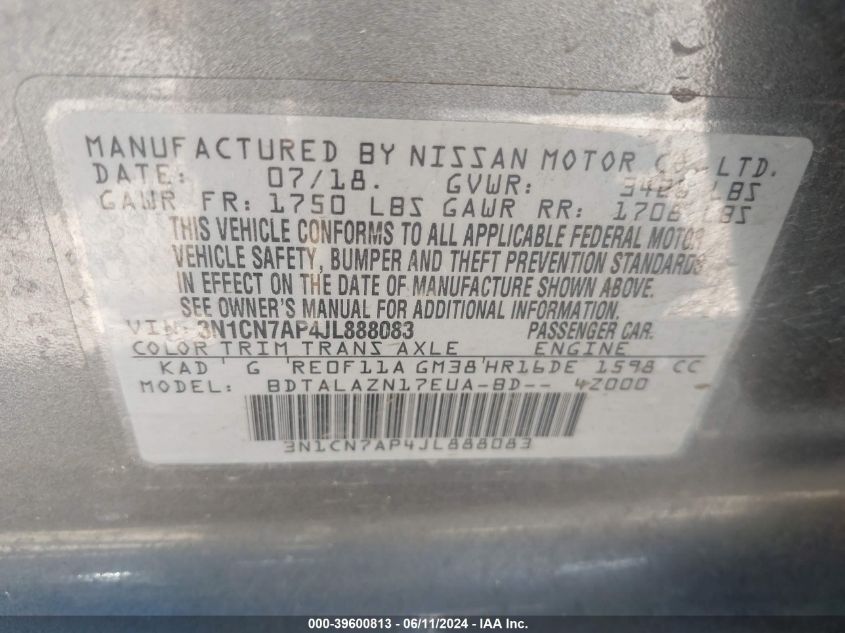 MANUFACTURED BY NISSAN MOTOR CO., LTD.
DATE: 07/18. GVWR: LBS
GAWR FR: 1750 LBS GAWR RR: 1706 LBS
THIS VEHICLE CONFORMS TO ALL APPLICABLE FEDERAL MOTOR
VEHICLE SAFETY, BUMPER AND THEFT PREVENTION STANDARDS
IN EFFECT ON THE DATE OF MANUFACTURE SHOWN ABOVE.
SEE OWNER'S MANUAL FOR ADDITIONAL INFORMATION.
VIN: 3N1CN7AP4JL888083 PASSENGER CAR.
COLOR TRIM TRANS AXLE ENGINE
KAD G RE0F11A GM38 HR16DE 1598 CC
MODEL: BDTALAZN17EUA-BD-- 4Z000
3N1CN7AP4JL888083
000-39600813 - 06/11/2024 - IAA Inc.